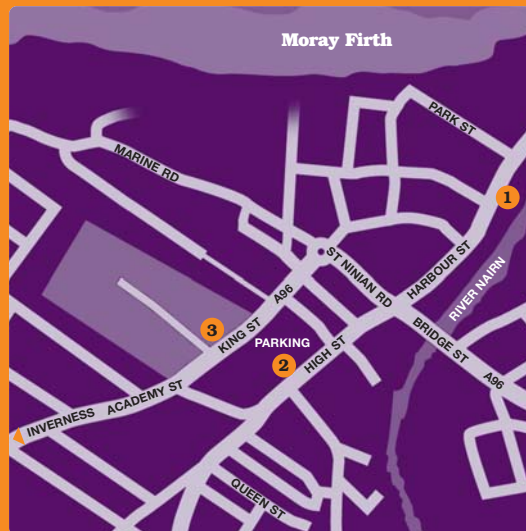 Moray Firth
PARK ST
MARINE RD
1
ST NINIAN RD
HARBOUR ST
RIVER NAIRN
A96
KING ST
3
PARKING
2
HIGH ST
BRIDGE ST
A96
INVERNESS
ACADEMY ST
QUEEN ST